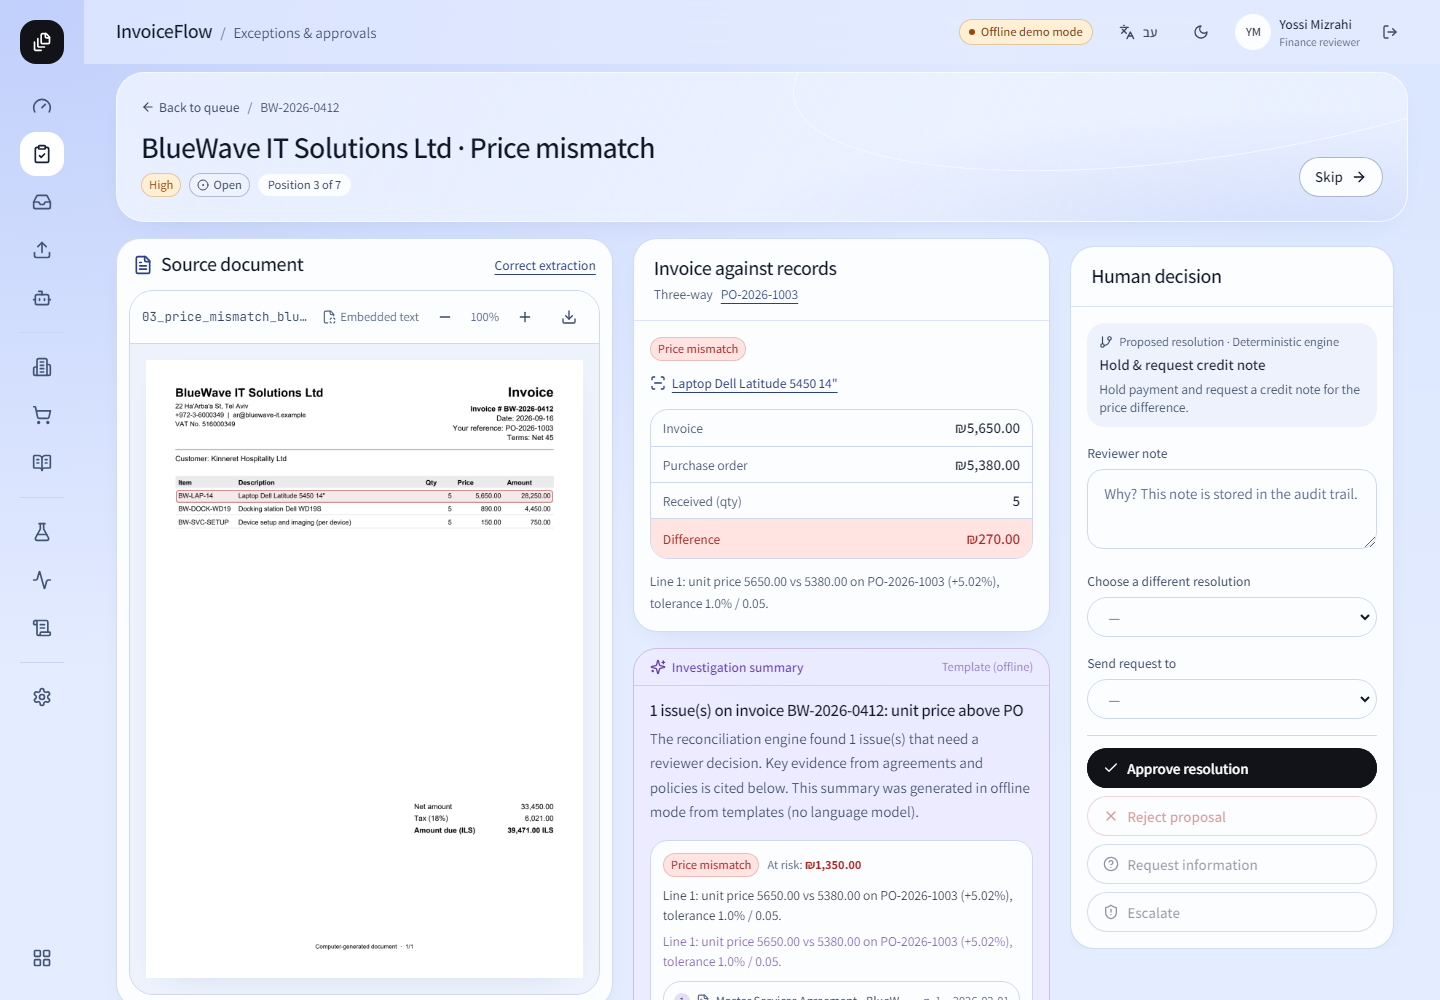 InvoiceFlow / Exceptions & approvals
Offline demo mode
עב
YM
Yossi Mizrahi
Finance reviewer
Back to queue / BW-2026-0412
BlueWave IT Solutions Ltd · Price mismatch
High
Open
Position 3 of 7
Skip
Source document
Correct extraction
03_price_mismatch_blu…
Embedded text
100%
BlueWave IT Solutions Ltd
22 Ha'Arba'a St, Tel Aviv
+972-3-6000349 | ar@bluewave-it.example
VAT No. 516000349
Invoice
Invoice # BW-2026-0412
Date: 2026-09-16
Your reference: PO-2026-1003
Terms: Net 45
Customer: Kinneret Hospitality Ltd
Item Description Qty Price Amount
BW-LAP-14 Laptop Dell Latitude 5450 14" 5 5,650.00 28,250.00
BW-DOCK-WD19 Docking station Dell WD19S 5 890.00 4,450.00
BW-SVC-SETUP Device setup and imaging (per device) 5 150.00 750.00
Net amount 33,450.00
Tax (18%) 6,021.00
Amount due (ILS) 39,471.00 ILS
Computer-generated document · 1/1
Invoice against records
Three-way PO-2026-1003
Price mismatch
Laptop Dell Latitude 5450 14"
Invoice ₪5,650.00
Purchase order ₪5,380.00
Received (qty) 5
Difference ₪270.00
Line 1: unit price 5650.00 vs 5380.00 on PO-2026-1003 (+5.02%),
tolerance 1.0% / 0.05.
Investigation summary
Template (offline)
1 issue(s) on invoice BW-2026-0412: unit price above PO
The reconciliation engine found 1 issue(s) that need a
reviewer decision. Key evidence from agreements and
policies is cited below. This summary was generated in offline
mode from templates (no language model).
Price mismatch At risk: ₪1,350.00
Line 1: unit price 5650.00 vs 5380.00 on PO-2026-1003 (+5.02%),
tolerance 1.0% / 0.05.
Line 1: unit price 5650.00 vs 5380.00 on PO-2026-1003 (+5.02%),
tolerance 1.0% / 0.05.
Human decision
Proposed resolution · Deterministic engine
Hold & request credit note
Hold payment and request a credit note for the
price difference.
Reviewer note
Why? This note is stored in the audit trail.
Choose a different resolution
—
Send request to
—
Approve resolution
Reject proposal
Request information
Escalate